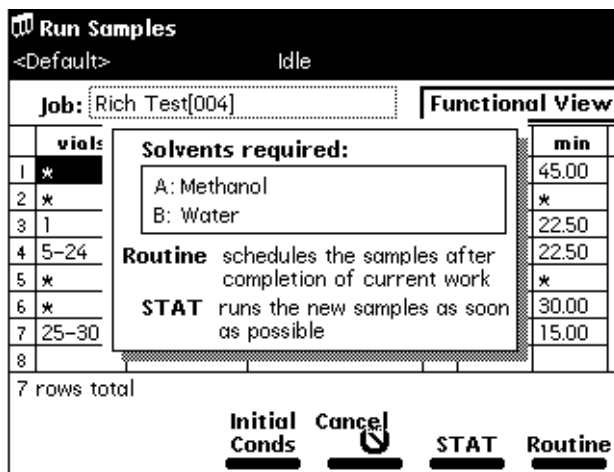 Run Samples
<Default> Idle
Job: Rich Test[004] Functional View
vials min
1 * 45.00
2 * *
3 1 22.50
4 5-24 22.50
5 * *
6 * 30.00
7 25-30 15.00
8
Solvents required:
A: Methanol
B: Water
Routine schedules the samples after
completion of current work
STAT runs the new samples as soon
as possible
7 rows total
Initial Conds
Cancel
STAT
Routine